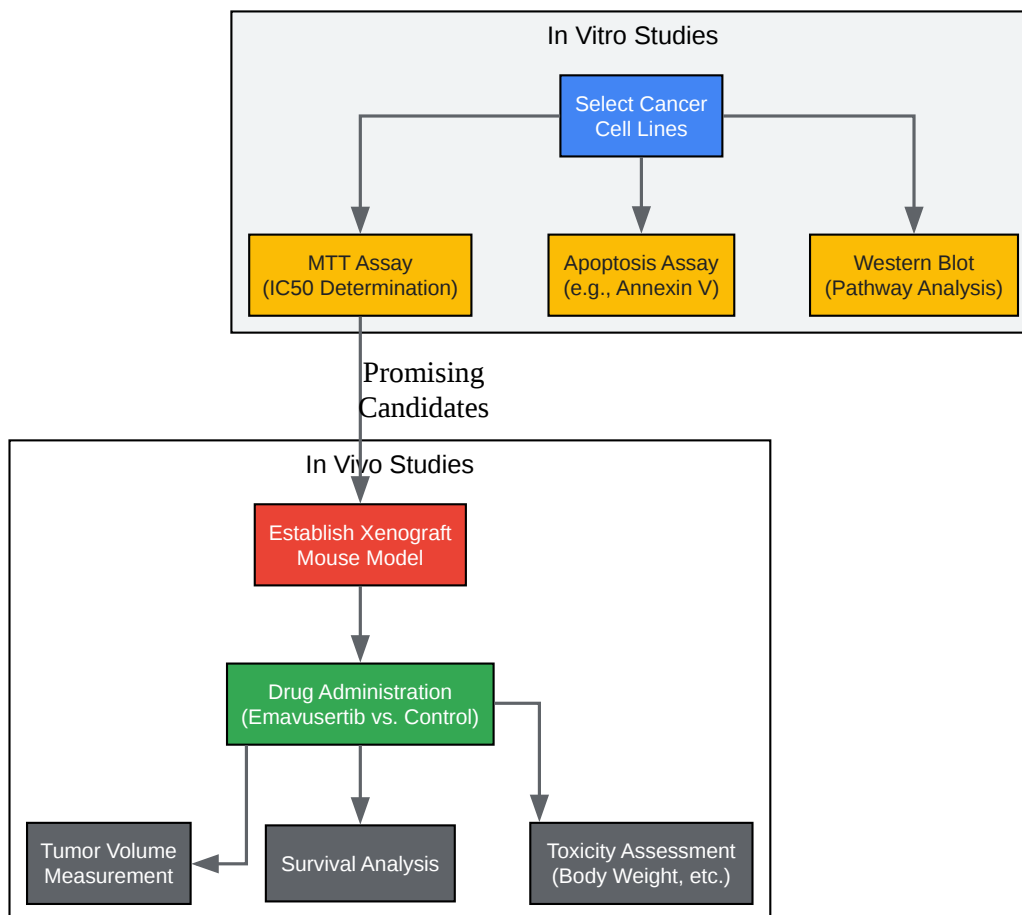 In Vitro Studies
Select Cancer
Cell Lines
MTT Assay
(IC50 Determination)
Apoptosis Assay
(e.g., Annexin V)
Western Blot
(Pathway Analysis)
Promising
Candidates
In Vivo Studies
Establish Xenograft
Mouse Model
Drug Administration
(Emavusertib vs. Control)
Tumor Volume
Measurement
Survival Analysis
Toxicity Assessment
(Body Weight, etc.)